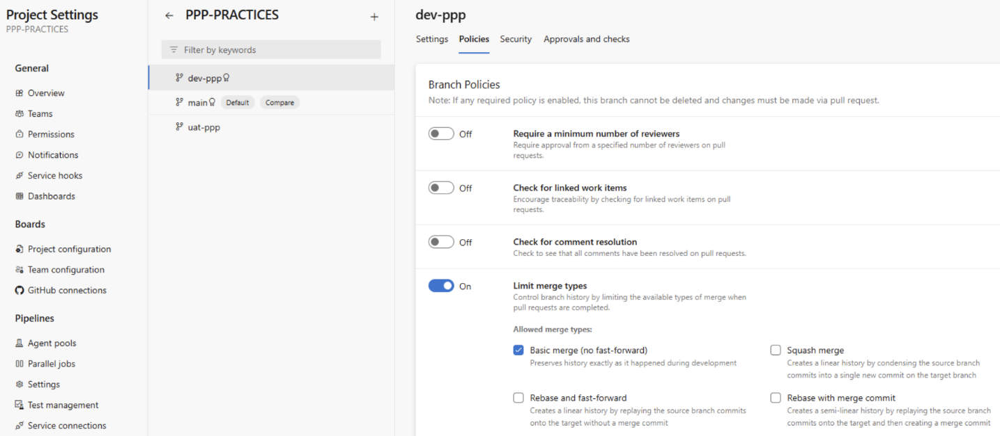 Project Settings
PPP-PRACTICES
General
Overview
Teams
Permissions
Notifications
Service hooks
Dashboards
Boards
Project configuration
Team configuration
GitHub connections
Pipelines
Agent pools
Parallel jobs
Settings
Test management
Service connections
PPP-PRACTICES
Filter by keywords
dev-ppp
main Default Compare
uat-ppp
dev-ppp
Settings Policies Security Approvals and checks
Branch Policies
Note: If any required policy is enabled, this branch cannot be deleted and changes must be made via pull request.
Off Require a minimum number of reviewers
Require approval from a specified number of reviewers on pull
requests.
Off Check for linked work items
Encourage traceability by checking for linked work items on pull
requests.
Off Check for comment resolution
Check to see that all comments have been resolved on pull requests.
On Limit merge types
Control branch history by limiting the available types of merge when
pull requests are completed.
Allowed merge types:
Basic merge (no fast-forward)
Preserves history exactly as it happened during development
Squash merge
Creates a linear history by condensing the source branch
commits into a single new commit on the target branch
Rebase and fast-forward
Creates a linear history by replaying the source branch commits
onto the target without a merge commit
Rebase with merge commit
Creates a semi-linear history by replaying the source branch
commits onto the target and then creating a merge commit